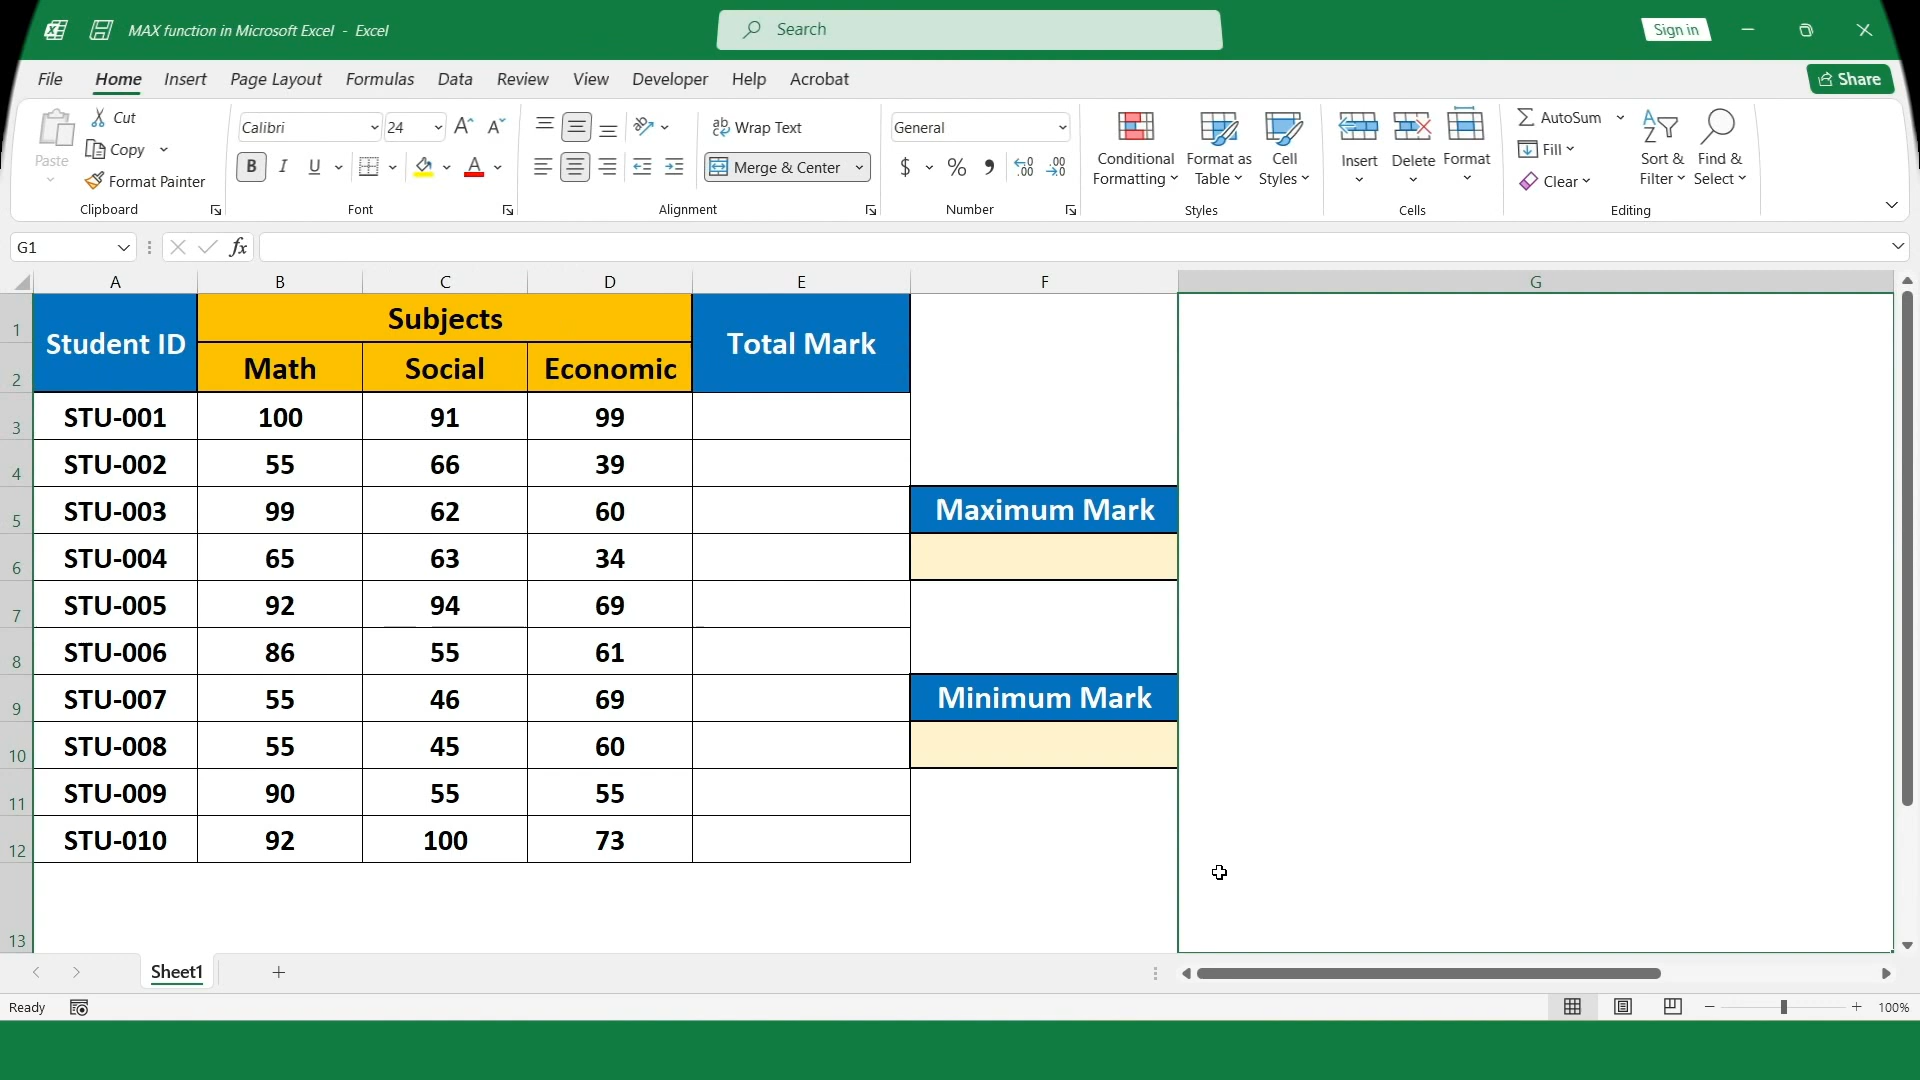 MAX function in Microsoft Excel - Excel
Search
Sign in
File Home Insert Page Layout Formulas Data Review View Developer Help Acrobat
Share
Paste
Cut
Copy
Format Painter
Clipboard
Calibri 24
B I U
Font
Wrap Text
Merge & Center
Alignment
General
$ % , .00 .00
Number
Conditional Formatting
Format as Table
Cell Styles
Styles
Insert Delete Format
Cells
AutoSum
Fill
Clear
Sort & Filter
Find & Select
Editing
G1 fx
A B C D E F G
1 Student ID Subjects Total Mark
2 Math Social Economic
3 STU-001 100 91 99
4 STU-002 55 66 39
5 STU-003 99 62 60 Maximum Mark
6 STU-004 65 63 34
7 STU-005 92 94 69
8 STU-006 86 55 61
9 STU-007 55 46 69 Minimum Mark
10 STU-008 55 45 60
11 STU-009 90 55 55
12 STU-010 92 100 73
13
Sheet1
Ready
100%